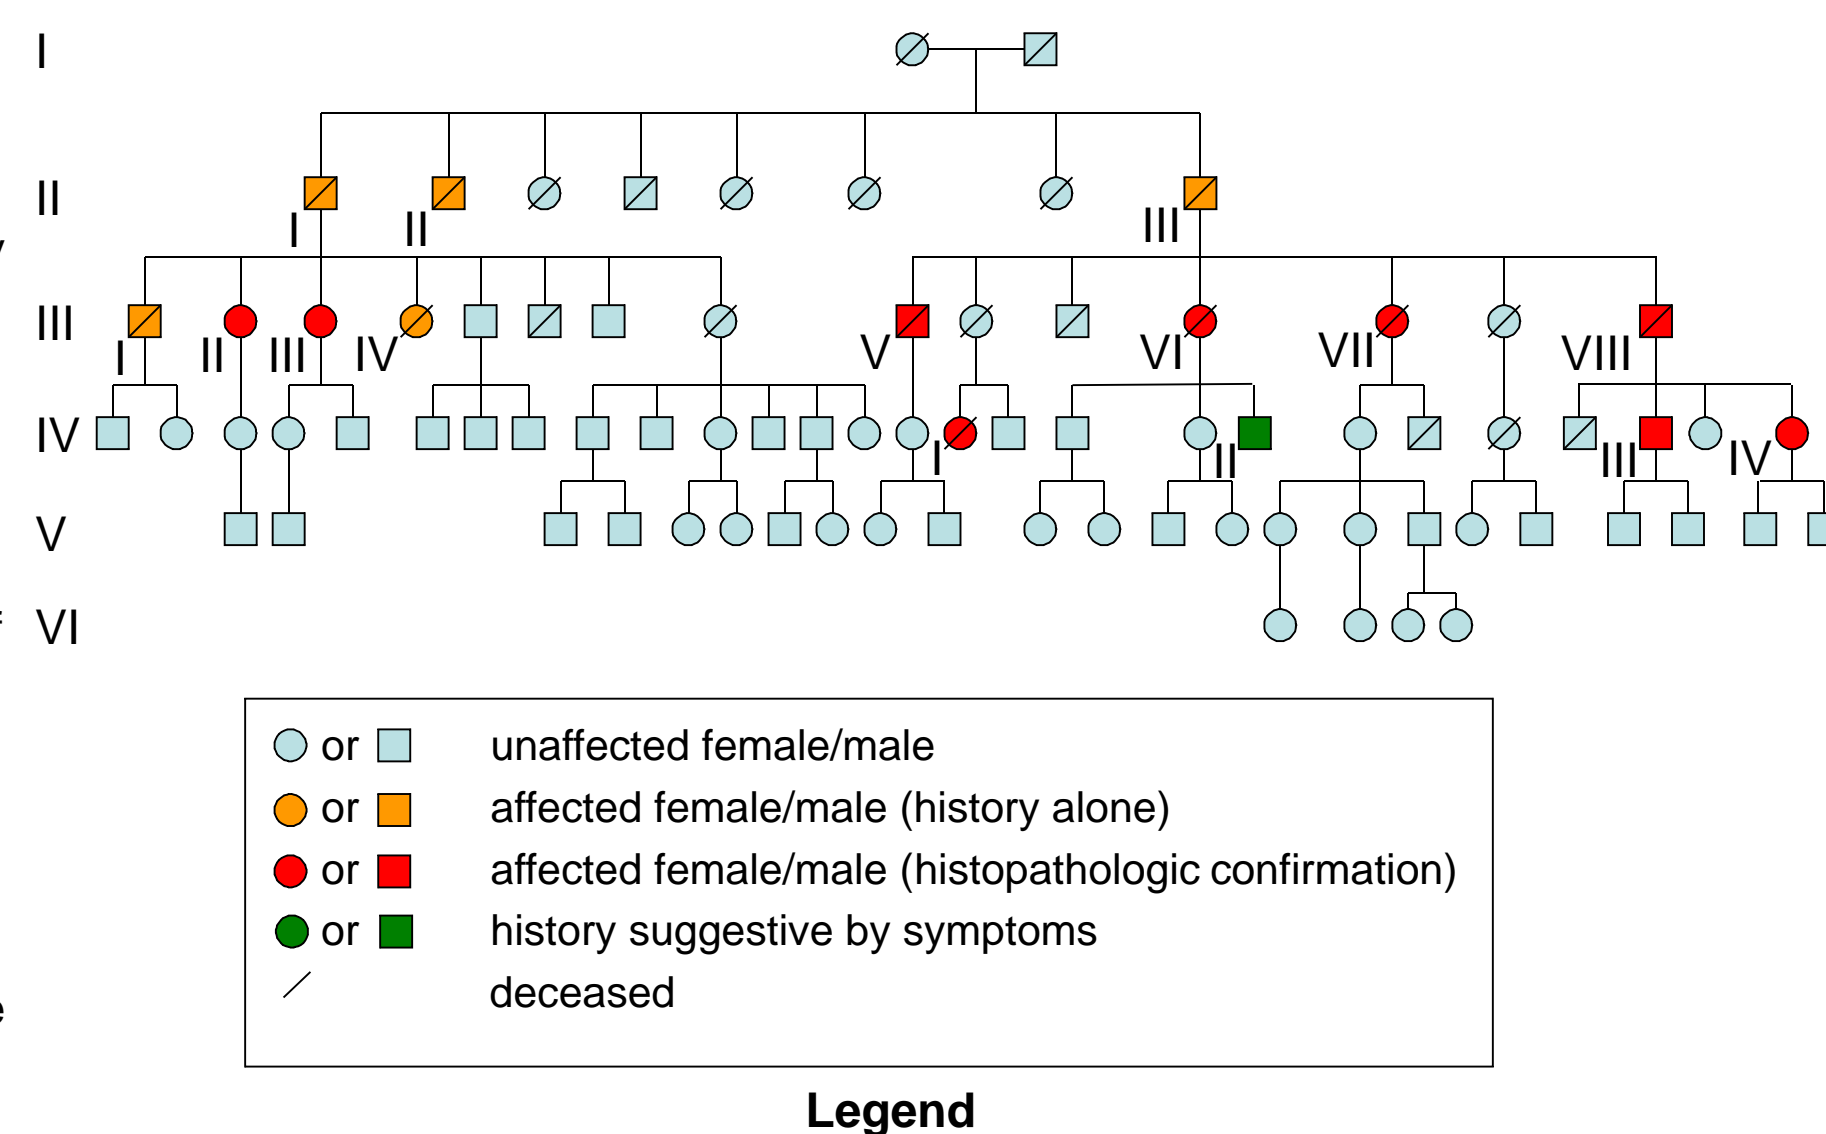 I
II
I
II
III
III
I
II
III
IV
V
VI
VII
VIII
IV
I
II
III
IV
V
VI
or unaffected female/male
or affected female/male (history alone)
or affected female/male (histopathologic confirmation)
or history suggestive by symptoms
deceased
Legend